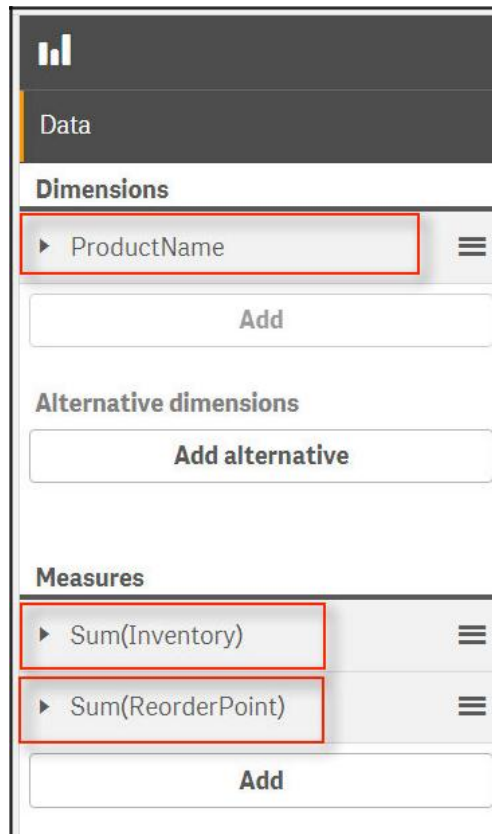 Data
Dimensions
ProductName
Add
Alternative dimensions
Add alternative
Measures
Sum(Inventory)
Sum(ReorderPoint)
Add